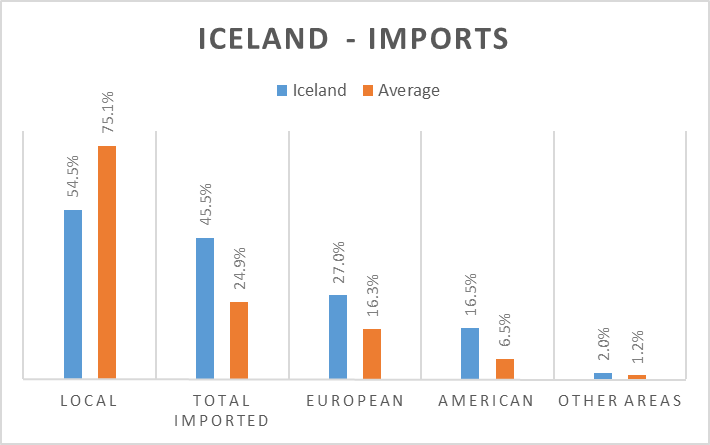 ICELAND - IMPORTS
Iceland
Average
54.5%
75.1%
45.5%
24.9%
27.0%
16.3%
16.5%
6.5%
2.0%
1.2%
LOCAL
TOTAL
IMPORTED
EUROPEAN
AMERICAN
OTHER AREAS